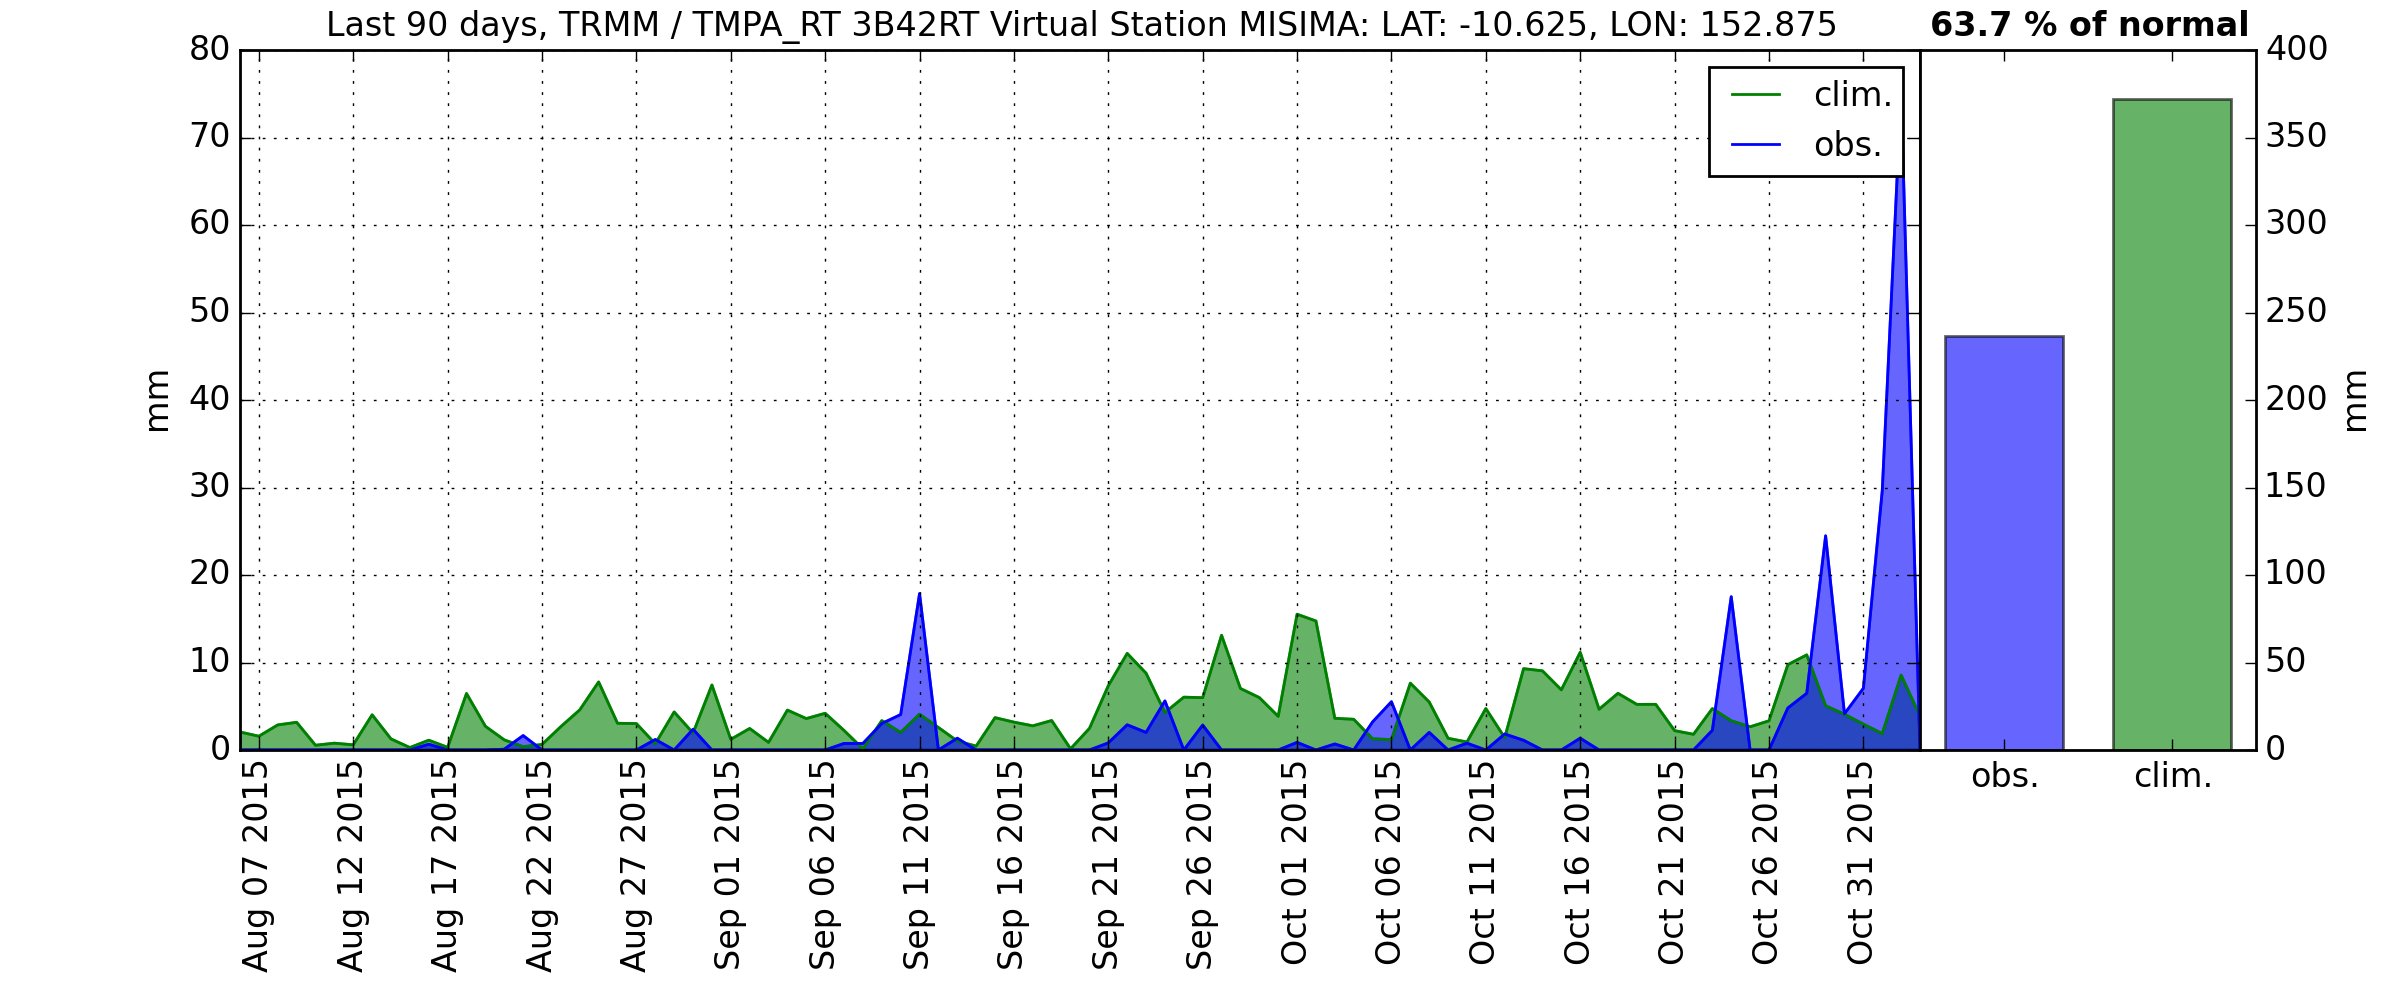 Last 90 days, TRMM / TMPA_RT 3B42RT Virtual Station MISIMA: LAT: -10.625, LON: 152.875
63.7 % of normal
clim.
obs.
mm
80
70
60
50
40
30
20
10
0
Aug 07 2015
Aug 12 2015
Aug 17 2015
Aug 22 2015
Aug 27 2015
Sep 01 2015
Sep 06 2015
Sep 11 2015
Sep 16 2015
Sep 21 2015
Sep 26 2015
Oct 01 2015
Oct 06 2015
Oct 11 2015
Oct 16 2015
Oct 21 2015
Oct 26 2015
Oct 31 2015
obs.
clim.
400
350
300
250
200
150
100
50
0
mm